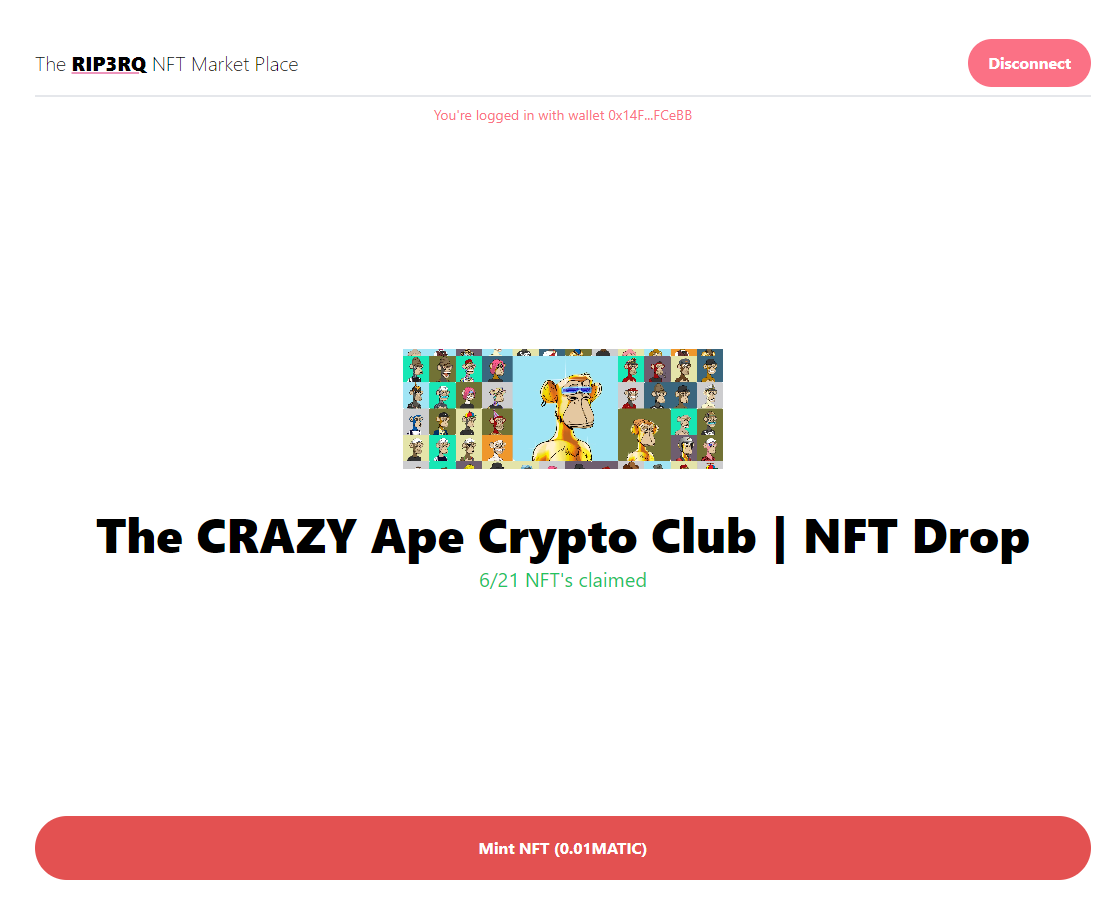 The RIP3RQ NFT Market Place
Disconnect
You're logged in with wallet 0x14F...FCeBB
The CRAZY Ape Crypto Club | NFT Drop
6/21 NFT's claimed
Mint NFT (0.01MATIC)